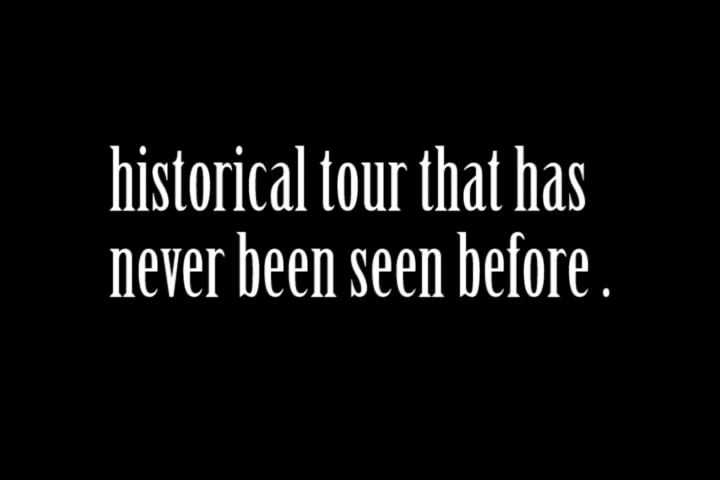 historical tour that has
never been seen before .